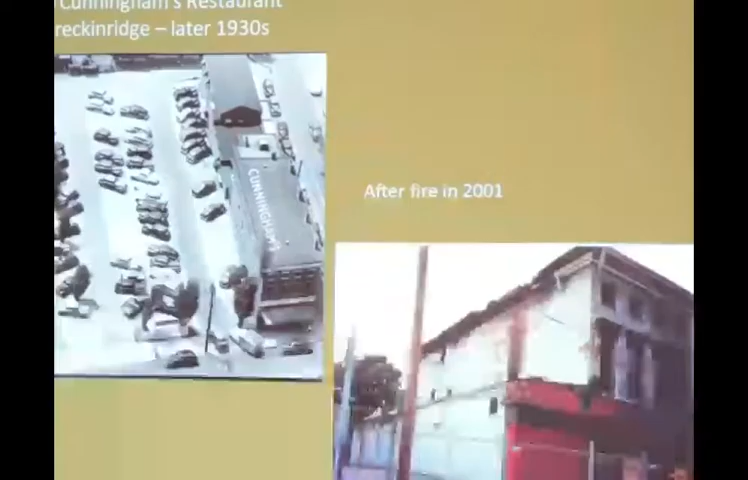 Cunningham's Restaurant
reckinridge – later 1930s
CUNNINGHAM'S
After fire in 2001